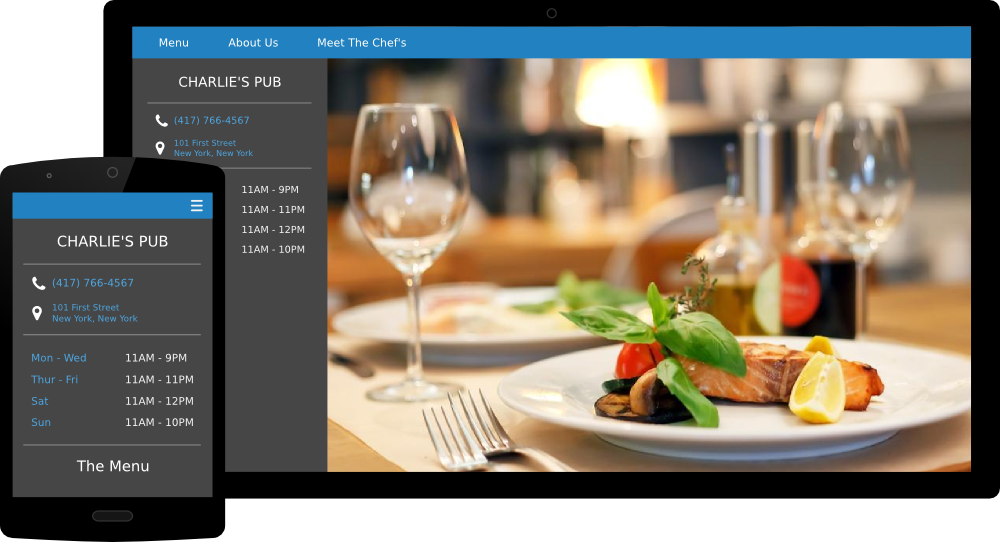 Menu About Us Meet The Chef's
CHARLIE'S PUB
(417) 766-4567
101 First Street
New York, New York
11AM - 9PM
11AM - 11PM
11AM - 12PM
11AM - 10PM
CHARLIE'S PUB
(417) 766-4567
101 First Street
New York, New York
Mon - Wed 11AM - 9PM
Thur - Fri 11AM - 11PM
Sat 11AM - 12PM
Sun 11AM - 10PM
The Menu